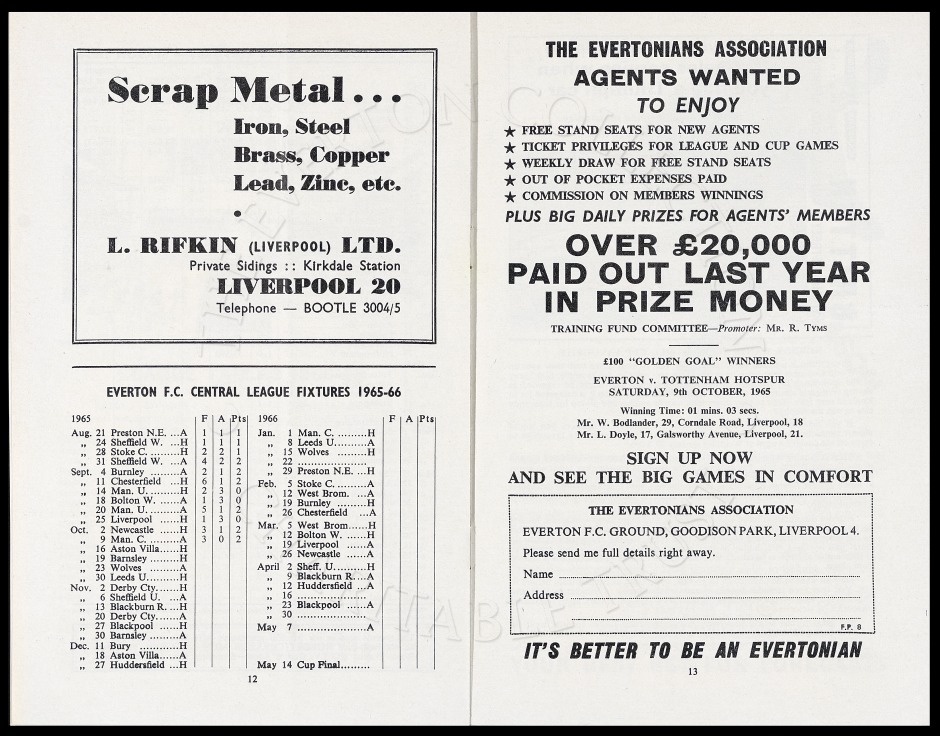 Scrap Metal . . .
Iron, Steel
Brass, Copper
Lead, Zinc, etc.
•
L. RIFKIN (LIVERPOOL) LTD.
Private Sidings : : Kirkdale Station
LIVERPOOL 20
Telephone — BOOTLE 3004/5
EVERTON F.C. CENTRAL LEAGUE FIXTURES 1965-66
1965 F A Pts
Aug. 21 Preston N.E. ...A 1 1 1
„ 24 Sheffield W. ...H 1 1 1
„ 28 Stoke C. .........H 2 2 1
„ 31 Sheffield W. ...A 4 2 2
Sept. 4 Burnley .........A 2 1 2
„ 11 Chesterfield ...H 6 1 2
„ 14 Man. U. .........H 2 3 0
„ 18 Bolton W. ......A 1 3 0
„ 20 Man. U. .........A 5 1 2
„ 25 Liverpool ......H 1 3 0
Oct. 2 Newcastle ......H 3 1 2
„ 9 Man. C. .........A 3 0 2
„ 16 Aston Villa......H
„ 19 Barnsley .........H
„ 23 Wolves .........A
„ 30 Leeds U..........H
Nov. 2 Derby Cty.......H
„ 6 Sheffield U. ...A
„ 13 Blackburn R. ...H
„ 20 Derby Cty.......A
„ 27 Blackpool ......H
„ 30 Barnsley .........A
Dec. 11 Bury ............H
„ 18 Aston Villa......A
„ 27 Huddersfield ...H
1966 F A Pts
Jan. 1 Man. C. .........H
„ 8 Leeds U..........A
„ 15 Wolves .........H
„ 22 .....................
„ 29 Preston N.E. ...H
Feb. 5 Stoke C. .........A
„ 12 West Brom. ...A
„ 19 Burnley .........H
„ 26 Chesterfield ...A
Mar. 5 West Brom......H
„ 12 Bolton W. ......H
„ 19 Liverpool ......A
„ 26 Newcastle ......A
April 2 Sheff. U..........H
„ 9 Blackburn R....A
„ 12 Huddersfield ...A
„ 16 .....................
„ 23 Blackpool ......A
„ 30 .....................
May 7 .....................A
May 14 Cup Final.........
12
THE EVERTONIANS ASSOCIATION
AGENTS WANTED
TO ENJOY
★ FREE STAND SEATS FOR NEW AGENTS
★ TICKET PRIVILEGES FOR LEAGUE AND CUP GAMES
★ WEEKLY DRAW FOR FREE STAND SEATS
★ OUT OF POCKET EXPENSES PAID
★ COMMISSION ON MEMBERS WINNINGS
PLUS BIG DAILY PRIZES FOR AGENTS' MEMBERS
OVER £20,000
PAID OUT LAST YEAR
IN PRIZE MONEY
TRAINING FUND COMMITTEE—Promoter: MR. R. TYMS
£100 "GOLDEN GOAL" WINNERS
EVERTON v. TOTTENHAM HOTSPUR
SATURDAY, 9th OCTOBER, 1965
Winning Time: 01 mins. 03 secs.
Mr. W. Bodlander, 29, Corndale Road, Liverpool, 18
Mr. L. Doyle, 17, Galsworthy Avenue, Liverpool, 21.
SIGN UP NOW
AND SEE THE BIG GAMES IN COMFORT
THE EVERTONIANS ASSOCIATION
EVERTON F.C. GROUND, GOODISON PARK, LIVERPOOL 4.
Please send me full details right away.
Name
Address
F.P. 8
IT'S BETTER TO BE AN EVERTONIAN
13